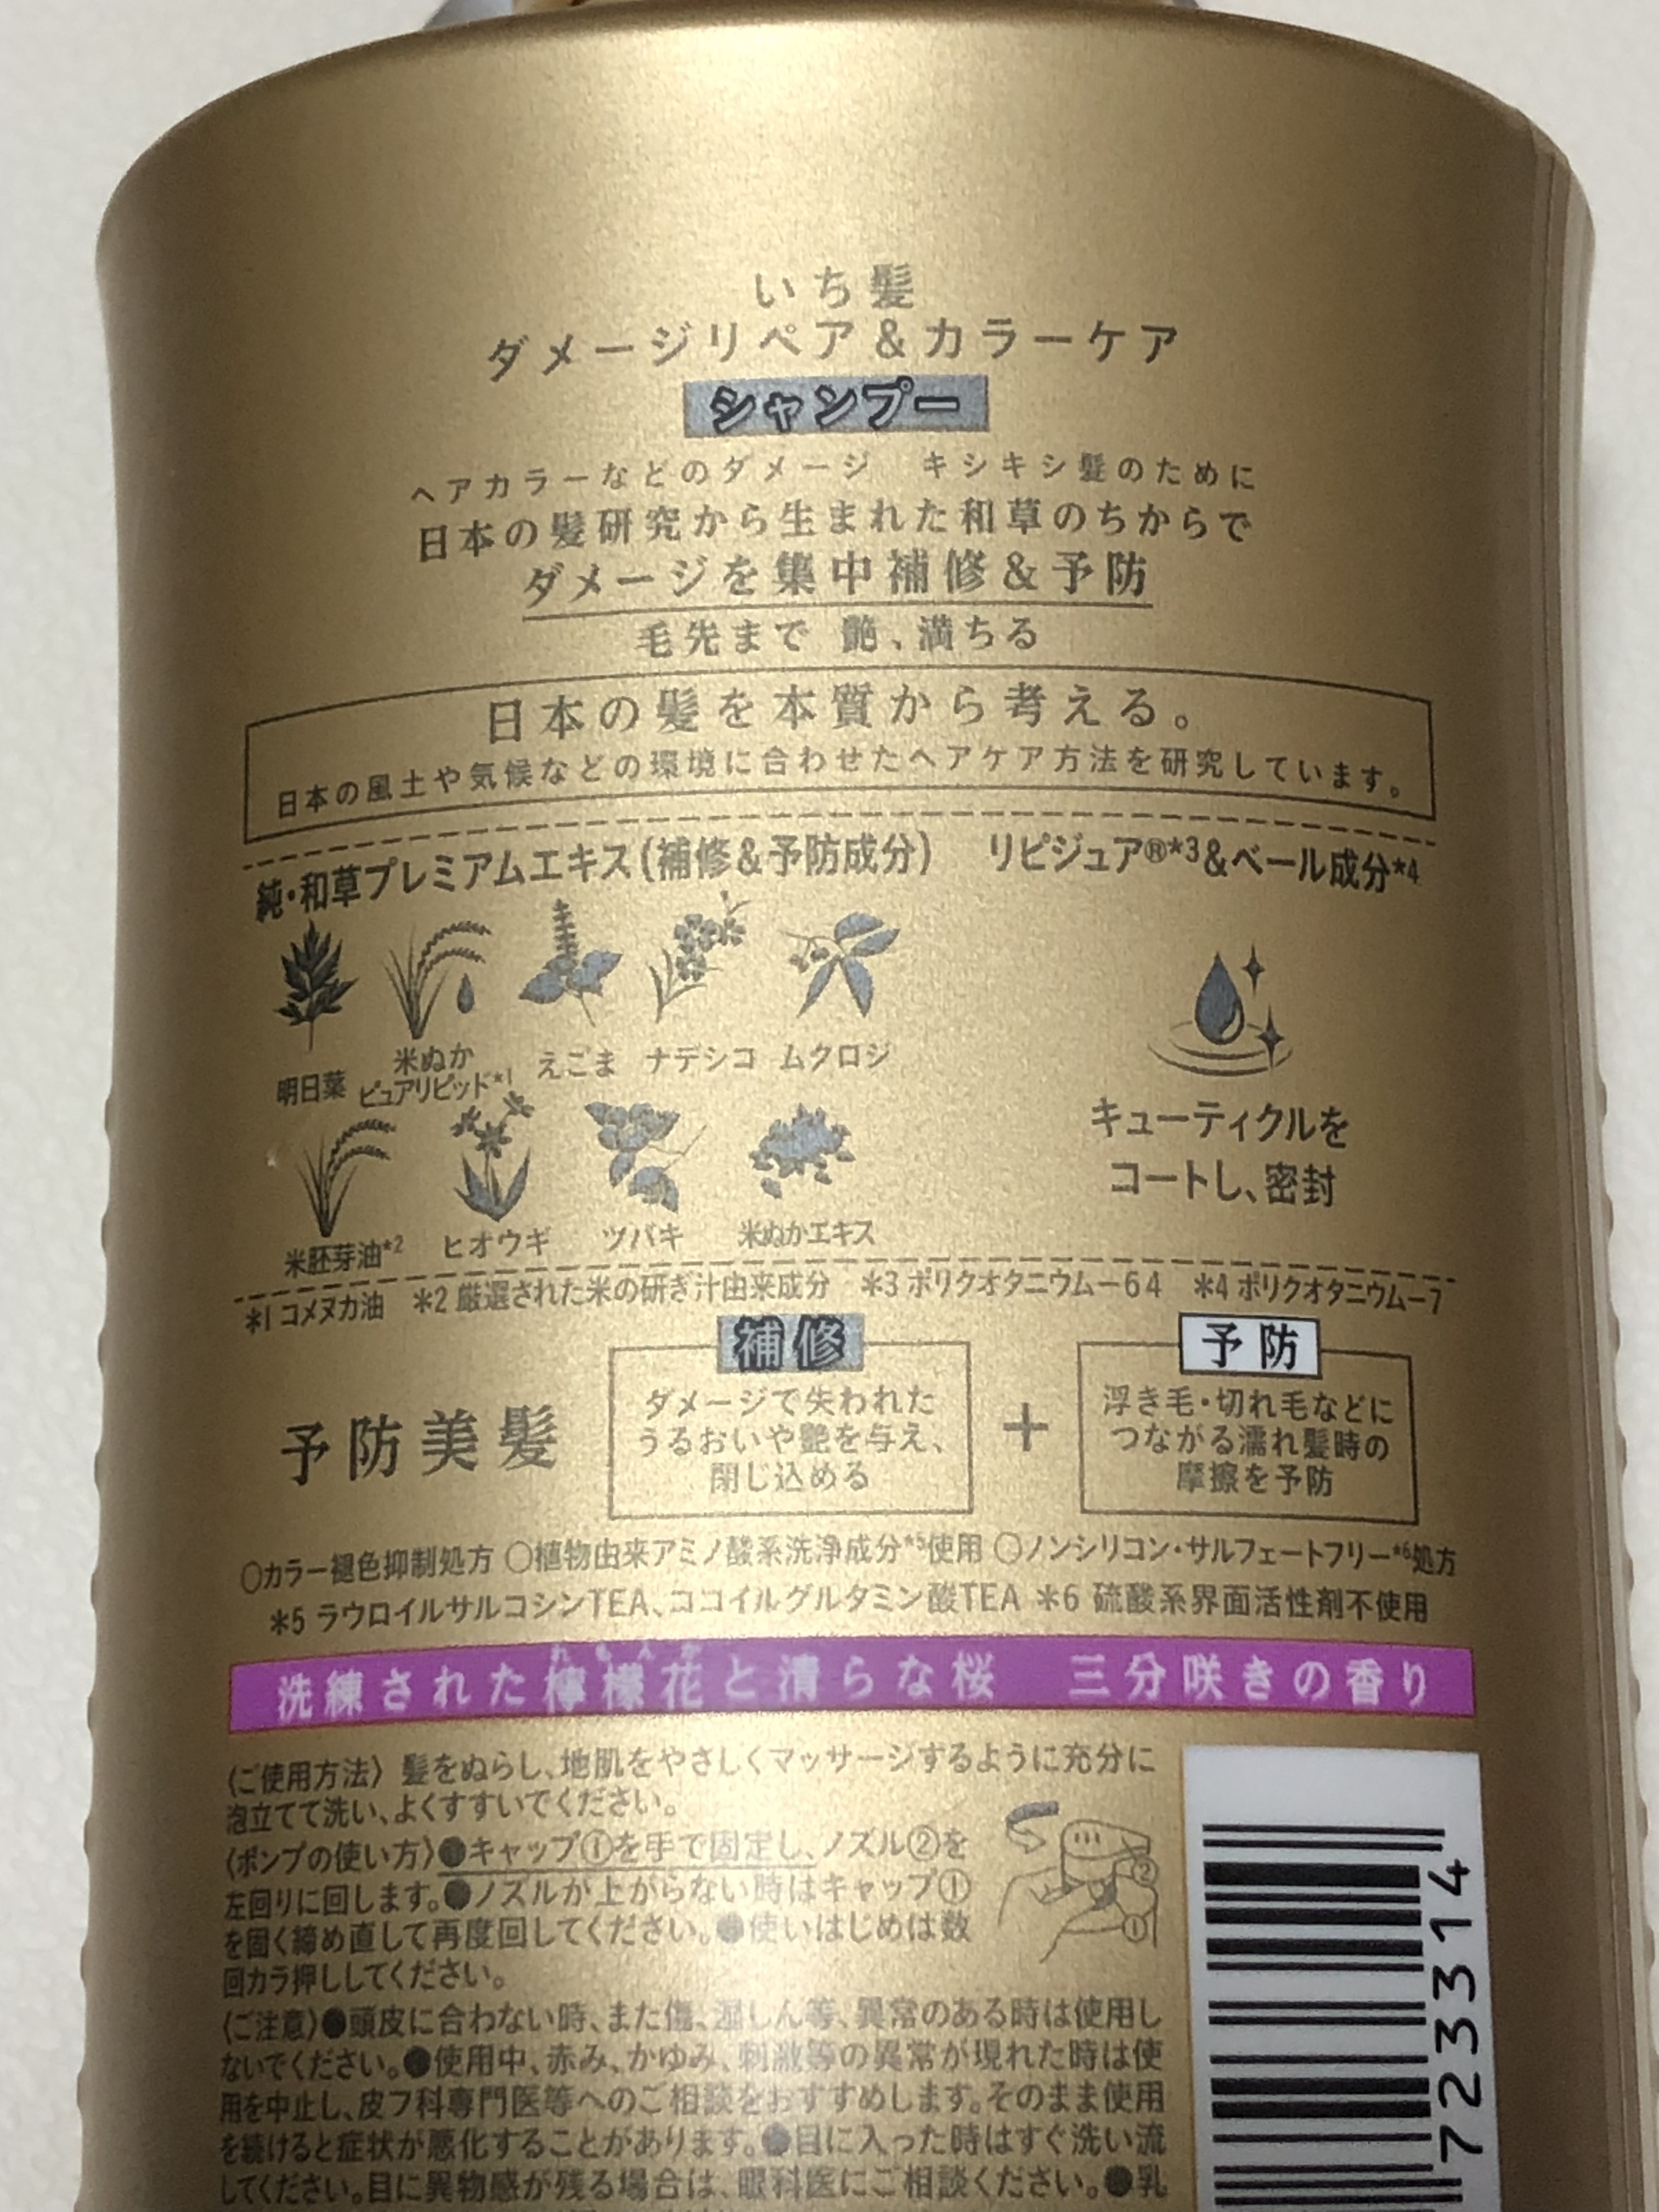 いち髪
ダメージリペア&カラーケア
シャンプー
ヘアカラーなどのダメージ キシキシ髪のために
日本の髪研究から生まれた和草のちからで
ダメージを集中補修&予防
毛先まで 艶、満ちる
日本の髪を本質から考える。
日本の風土や気候などの環境に合わせたヘアケア方法を研究しています。
純・和草プレミアムエキス(補修&予防成分) リピジュア®*3&ベール成分*4
明日葉 米ぬか えごま ナデシコ ムクロジ
ピュアリピッド*1
キューティクルを
コートし、密封
米胚芽油*2 ヒオウギ ツバキ 米ぬかエキス
*1 コメヌカ油 *2 厳選された米の研ぎ汁由来成分 *3 ポリクオタニウムー64 *4 ポリクオタニウムー7
予防美髪
補修
ダメージで失われた
うるおいや艶を与え、
閉じ込める
+
予防
浮き毛・切れ毛などに
つながる濡れ髪時の
摩擦を予防
○カラー褪色抑制処方 ○植物由来アミノ酸系洗浄成分*5使用 ○ノンシリコン・サルフェートフリー*6処方
*5 ラウロイルサルコシンTEA、ココイルグルタミン酸TEA *6 硫酸系界面活性剤不使用
洗練された檸檬花と清らな桜 三分咲きの香り
〈ご使用方法〉髪をぬらし、地肌をやさしくマッサージするように充分に
泡立てて洗い、よくすすいでください。
〈ポンプの使い方〉●キャップ①を手で固定し、ノズル②を
左回りに回します。●ノズルが上がらない時はキャップ①
を固く締め直して再度回してください。●使いはじめは数
回カラ押ししてください。
② ①
〈ご注意〉●頭皮に合わない時、また傷、湿しん等、異常のある時は使用し
ないでください。●使用中、赤み、かゆみ、刺激等の異常が現れた時は使
用を中止し、皮フ科専門医等へのご相談をおすすめします。そのまま使用
を続けると症状が悪化することがあります。●目に入った時はすぐ洗い流
してください。目に異物感が残る場合は、眼科医にご相談ください。●乳
723314